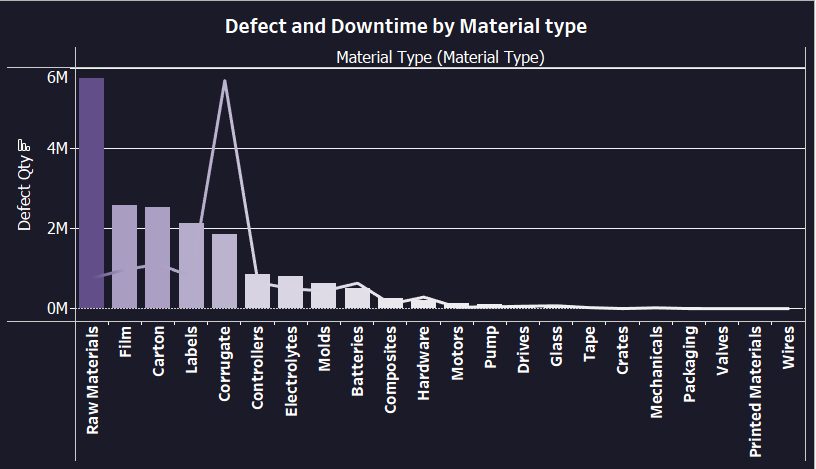 Defect and Downtime by Material type
Material Type (Material Type)
Defect Qty
6M
4M
2M
0M
Raw Materials
Film
Carton
Labels
Corrugate
Controllers
Electrolytes
Molds
Batteries
Composites
Hardware
Motors
Pump
Drives
Glass
Tape
Crates
Mechanicals
Packaging
Valves
Printed Materials
Wires